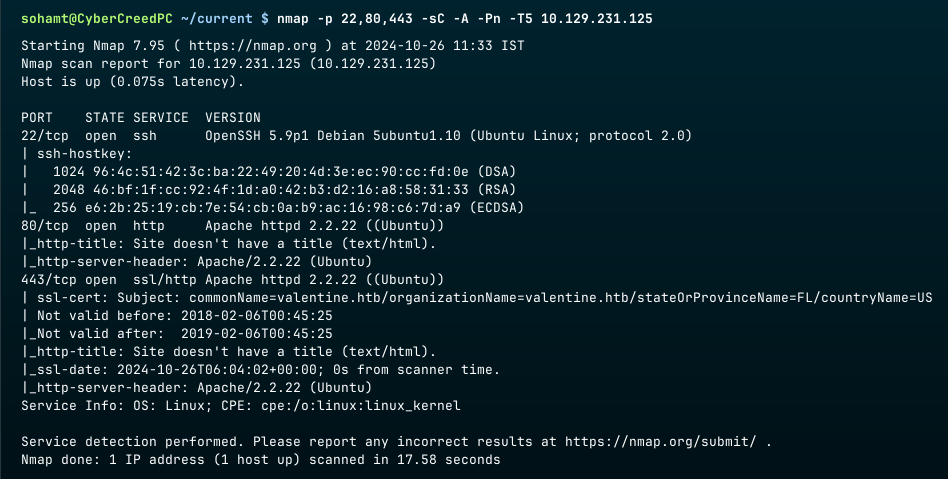 sohamt@CyberCreedPC ~/current $ nmap -p 22,80,443 -sC -A -Pn -T5 10.129.231.125
Starting Nmap 7.95 ( https://nmap.org ) at 2024-10-26 11:33 IST
Nmap scan report for 10.129.231.125 (10.129.231.125)
Host is up (0.075s latency).

PORT    STATE SERVICE  VERSION
22/tcp  open  ssh      OpenSSH 5.9p1 Debian 5ubuntu1.10 (Ubuntu Linux; protocol 2.0)
| ssh-hostkey:
|   1024 96:4c:51:42:3c:ba:22:49:20:4d:3e:ec:90:cc:fd:0e (DSA)
|   2048 46:bf:1f:cc:92:4f:1d:a0:42:b3:d2:16:a8:58:31:33 (RSA)
|_  256 e6:2b:25:19:cb:7e:54:cb:0a:b9:ac:16:98:c6:7d:a9 (ECDSA)
80/tcp  open  http     Apache httpd 2.2.22 ((Ubuntu))
|_http-title: Site doesn't have a title (text/html).
|_http-server-header: Apache/2.2.22 (Ubuntu)
443/tcp open  ssl/http Apache httpd 2.2.22 ((Ubuntu))
| ssl-cert: Subject: commonName=valentine.htb/organizationName=valentine.htb/stateOrProvinceName=FL/countryName=US
| Not valid before: 2018-02-06T00:45:25
|_Not valid after:  2019-02-06T00:45:25
|_http-title: Site doesn't have a title (text/html).
|_ssl-date: 2024-10-26T06:04:02+00:00; 0s from scanner time.
|_http-server-header: Apache/2.2.22 (Ubuntu)
Service Info: OS: Linux; CPE: cpe:/o:linux:linux_kernel

Service detection performed. Please report any incorrect results at https://nmap.org/submit/ .
Nmap done: 1 IP address (1 host up) scanned in 17.58 seconds